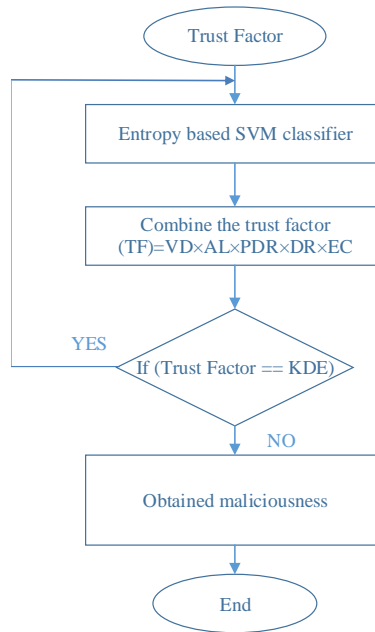 Trust Factor
Entropy based SVM classifier
Combine the trust factor
(TF)=VD×AL×PDR×DR×EC
YES
If (Trust Factor == KDE)
NO
Obtained maliciousness
End